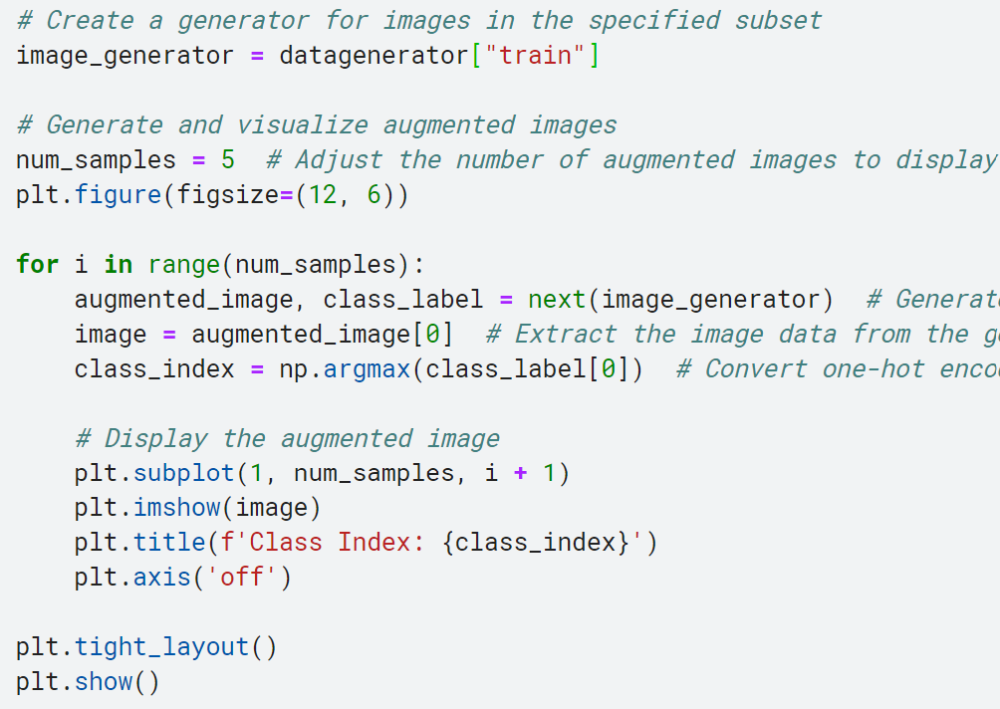 # Create a generator for images in the specified subset
image_generator = datagenerator["train"]
# Generate and visualize augmented images
num_samples = 5  # Adjust the number of augmented images to display
plt.figure(figsize=(12, 6))
for i in range(num_samples):
    augmented_image, class_label = next(image_generator)  #
    image = augmented_image[0]  # Extract the image data from the
    class_index = np.argmax(class_label[0])  # Convert one-hot
    # Display the augmented image
    plt.subplot(1, num_samples, i + 1)
    plt.imshow(image)
    plt.title(f'Class Index: {class_index}')
    plt.axis('off')
plt.tight_layout()
plt.show()